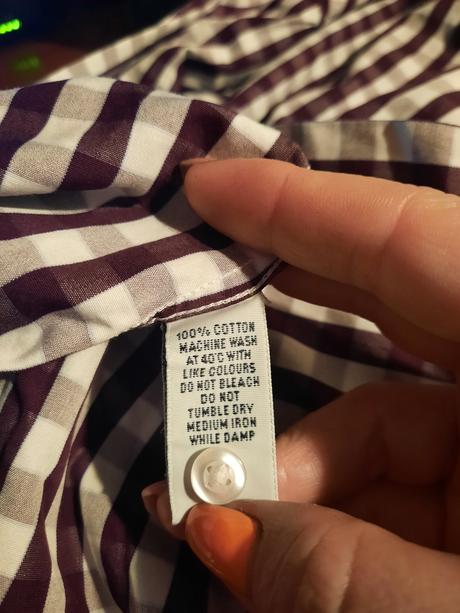 100% COTTON
MACHINE WASH
AT 40°C WITH
LIKE COLOURS
DO NOT BLEACH
DO NOT
TUMBLE DRY
MEDIUM IRON
WHILE DAMP